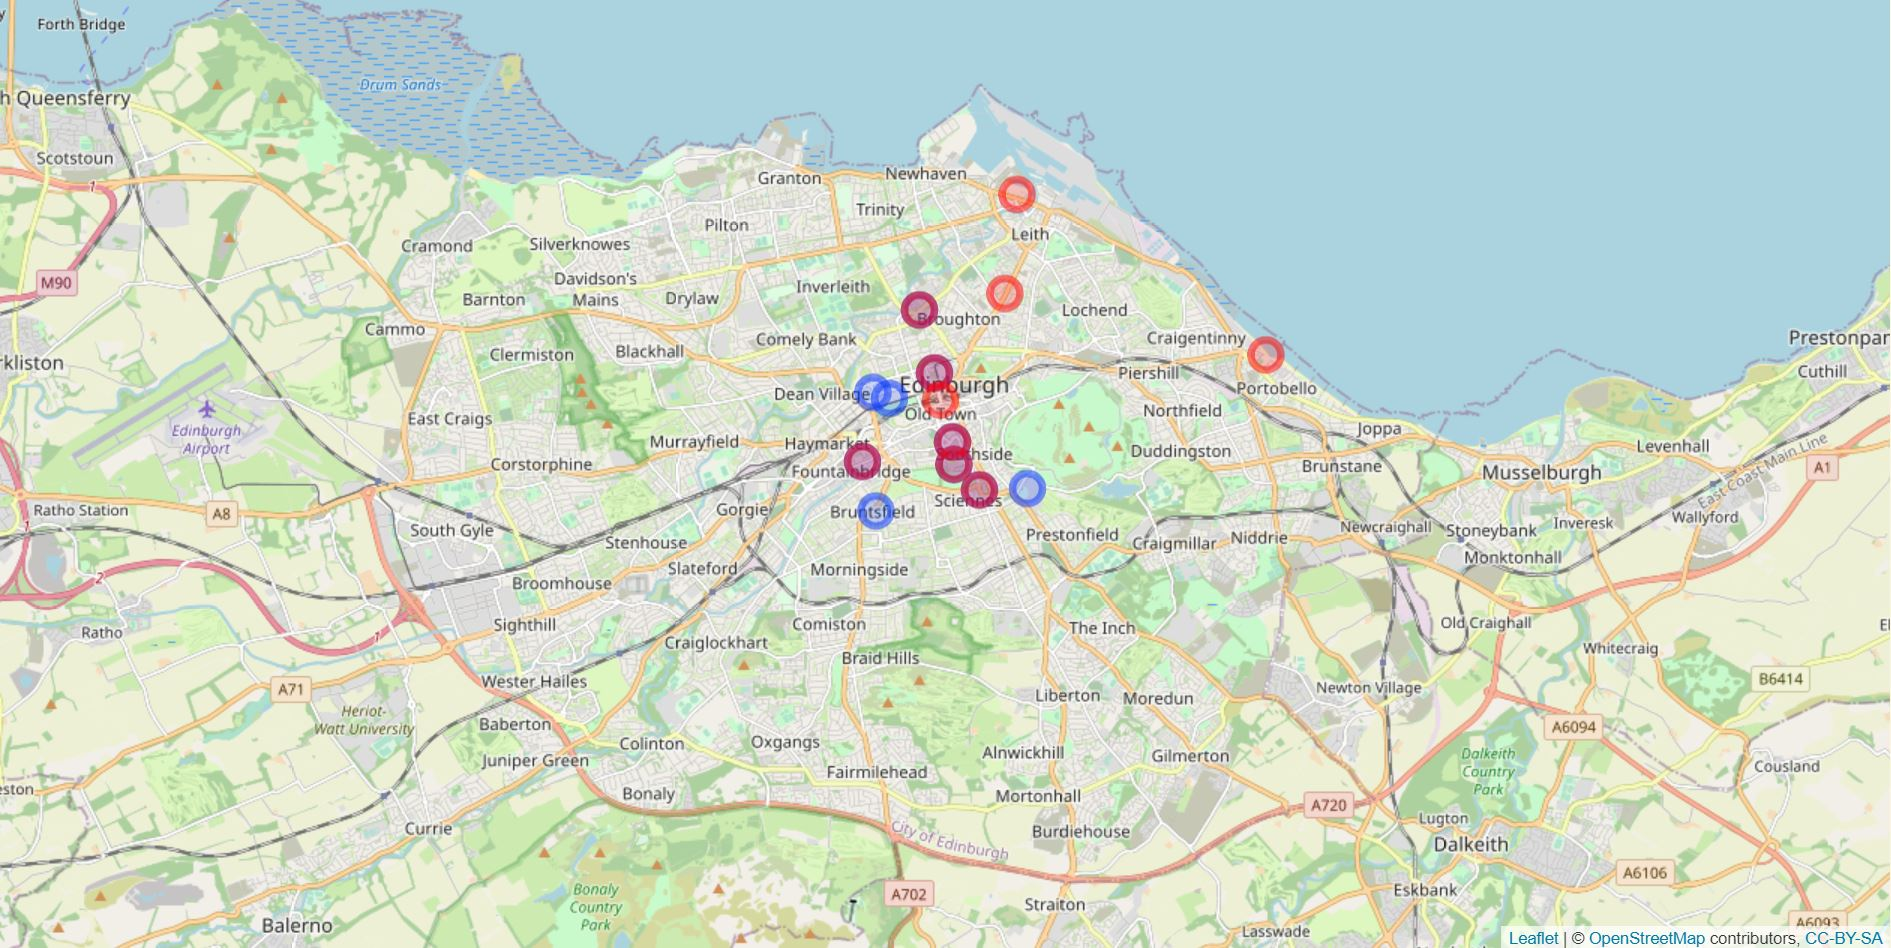 Forth Bridge
Drum Sands
h Queensferry
Scotstoun
1
Granton
Newhaven
Trinity
Pilton
Cramond
Silverknowes
Leith
M90
Davidson's
Mains
Inverleith
Barnton
Drylaw
Lochend
Broughton
Cammo
Comely Bank
Craigentinny
Prestonpar
rkliston
Clermiston
Blackhall
Piershill
Cuthill
Edinburgh
Portobello
Dean Village
Old Town
Northfield
East Craigs
Edinburgh
Airport
Joppa
Murrayfield
Haymarket
Duddingston
Levenhall
Southside
Corstorphine
Fountainbridge
Brunstane
Musselburgh
A1
East Coast Main Line
Sciennes
Ratho Station
A8
Gorgie
Bruntsfield
1
South Gyle
Newcraighall
Stoneybank
Inveresk
Wallyford
Stenhouse
Prestonfield
Craigmillar
Niddrie
Monktonhall
2
Broomhouse
Slateford
Morningside
Ratho
1
Sighthill
Comiston
The Inch
Old Craighall
El
Craiglockhart
Braid Hills
Whitecraig
A71
Wester Hailes
Liberton
Moredun
Newton Village
B6414
Heriot-
Watt University
Baberton
Colinton
Oxgangs
Alnwickhill
Gilmerton
A6094
Juniper Green
Dalkeith
Country
Park
Cousland
eston
Bonaly
Fairmilehead
Mortonhall
A720
Currie
City of Edinburgh
Burdiehouse
Lugton
Dalkeith
A6106
Bonaly
Country
Park
A702
Straiton
Eskbank
Balerno
Lasswade
A6093
Leaflet | © OpenStreetMap contributors, CC-BY-SA